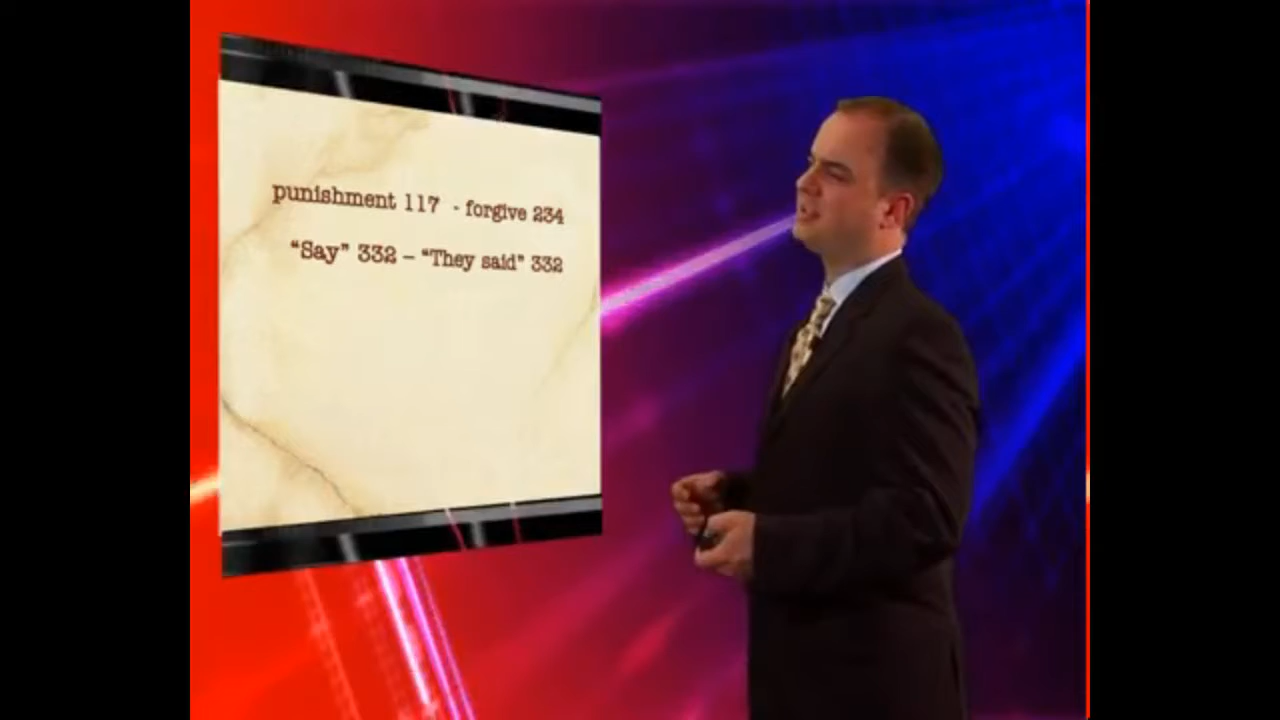 punishment 117 - forgive 234
“Say” 332 – “They said” 332